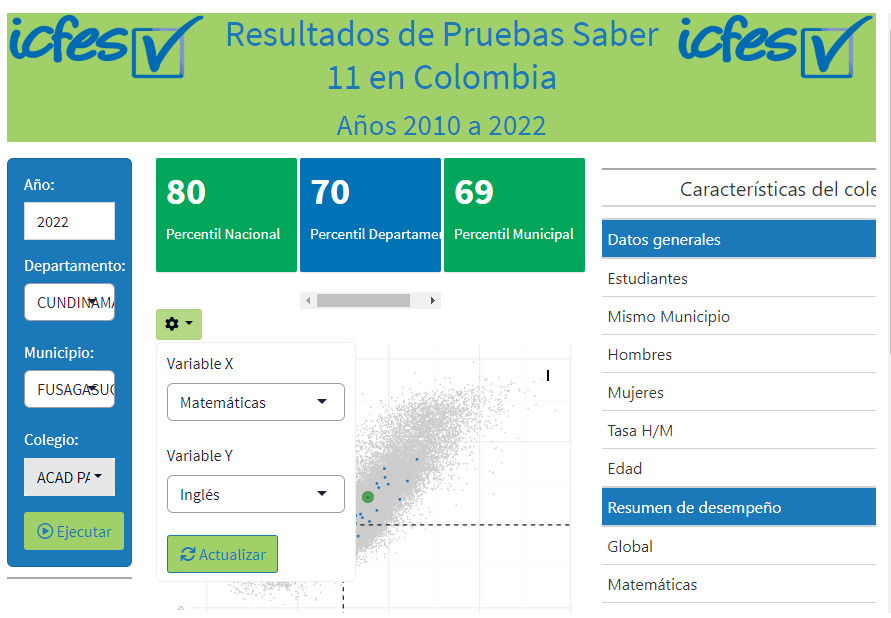 icfes
Resultados de Pruebas Saber
11 en Colombia
icfes
Años 2010 a 2022
Año:
2022
Departamento:
CUNDINAMA
Municipio:
FUSAGASUG
Colegio:
ACAD PA
Ejecutar
80
Percentil Nacional
70
Percentil Departamen
69
Percentil Municipal
Variable X
Matemáticas
Variable Y
Inglés
Actualizar
I
25
Características del cole
Datos generales
Estudiantes
Mismo Municipio
Hombres
Mujeres
Tasa H/M
Edad
Resumen de desempeño
Global
Matemáticas